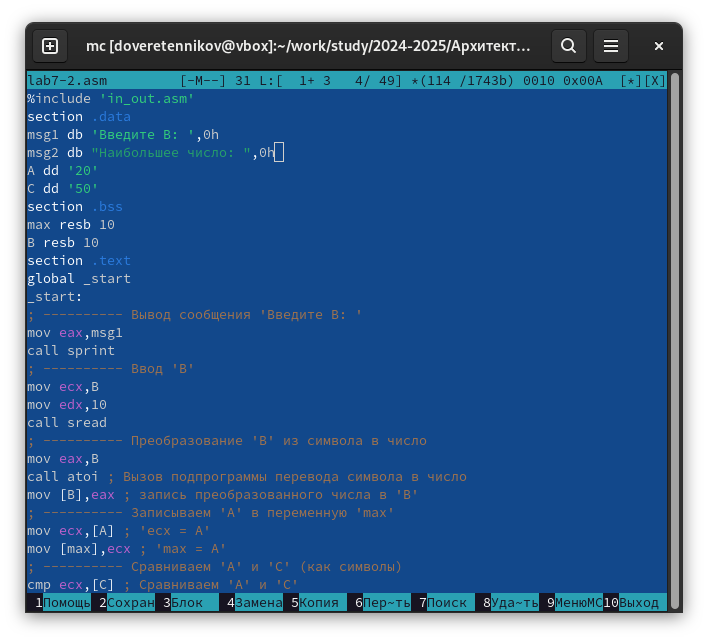 mc [doveretennikov@vbox]:~/work/study/2024-2025/Архитект...
lab7-2.asm [-M--] 31 L:[ 1+ 3 4/ 49] *(114 /1743b) 0010 0x00A [*][X]
%include 'in_out.asm'
section .data
msg1 db 'Введите B: ',0h
msg2 db "Наибольшее число: ",0h
A dd '20'
C dd '50'
section .bss
max resb 10
B resb 10
section .text
global _start
_start:
; ---------- Вывод сообщения 'Введите B: '
mov eax,msg1
call sprint
; ---------- Ввод 'B'
mov ecx,B
mov edx,10
call sread
; ---------- Преобразование 'B' из символа в число
mov eax,B
call atoi ; Вызов подпрограммы перевода символа в число
mov [B],eax ; запись преобразованного числа в 'B'
; ---------- Записываем 'A' в переменную 'max'
mov ecx,[A] ; 'ecx = A'
mov [max],ecx ; 'max = A'
; ---------- Сравниваем 'A' и 'С' (как символы)
cmp ecx,[C] ; Сравниваем 'A' и 'С'
1Помощь 2Сохран 3Блок 4Замена 5Копия 6Пер~ть 7Поиск 8Уда~ть 9МенюMC 10Выход